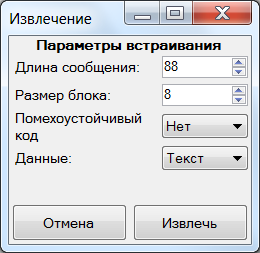 Извлечение
Параметры встраивания
Длина сообщения: 88
Размер блока: 8
Помехоустойчивый
код Нет
Данные: Текст
Отмена Извлечь